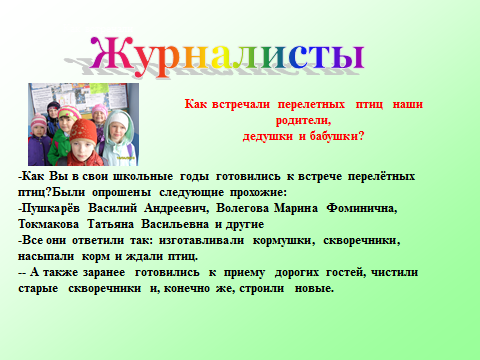 Журналисты
Как встречали перелетных птиц наши
родители,
дедушки и бабушки?
-Как Вы в свои школьные годы готовились к встрече перелётных
птиц?Были опрошены следующие прохожие:
-Пушкарёв Василий Андреевич, Волегова Марина Фоминична,
Токмакова Татьяна Васильевна и другие
-Все они ответили так: изготавливали кормушки, скворечники,
насыпали корм и ждали птиц.
-- А также заранее готовились к приему дорогих гостей, чистили
старые скворечники и, конечно же, строили новые.